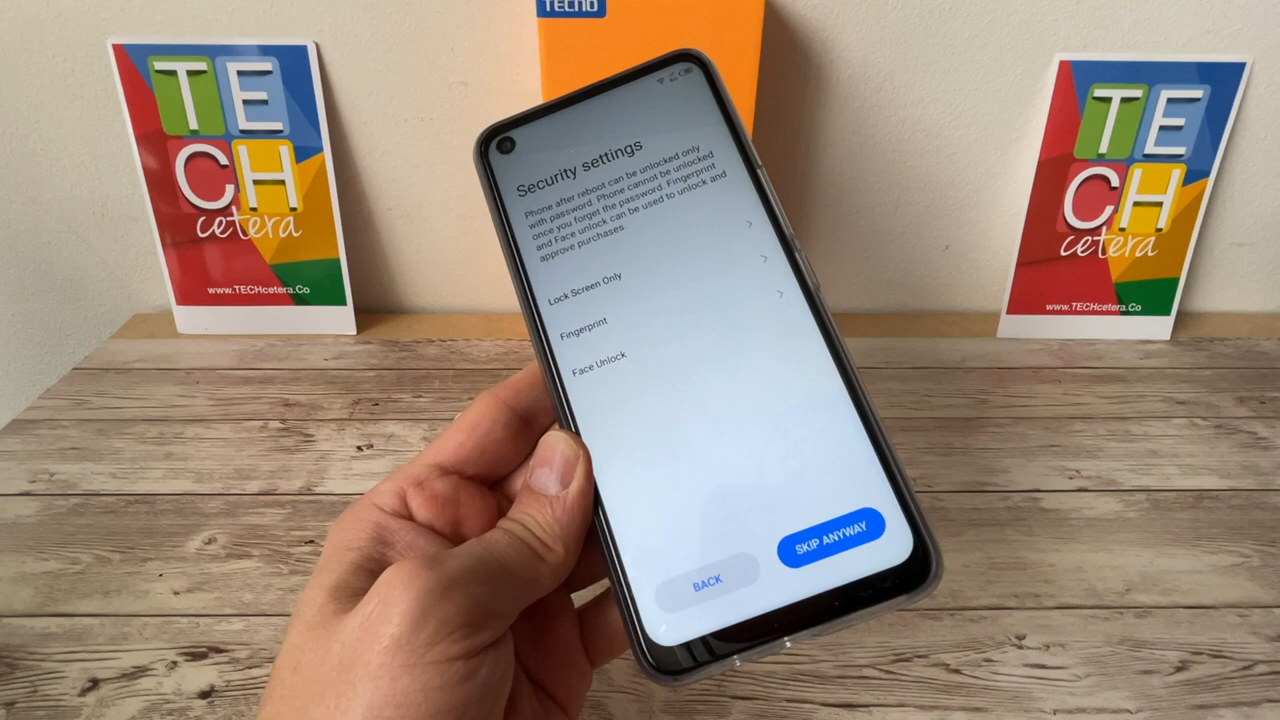 TECNO
TE
CH
cetera
www.TECHcetera.Co
Security settings
Phone after reboot can be unlocked only
with password. Phone cannot be unlocked
once you forget the password. Fingerprint
and Face unlock can be used to unlock and
approve purchases.
Lock Screen Only
Fingerprint
Face Unlock
BACK
SKIP ANYWAY
TE
CH
cetera
www.TECHcetera.Co